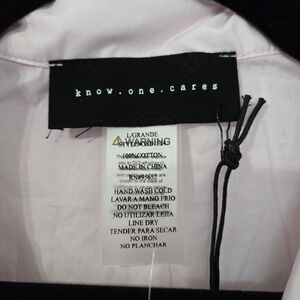 know.one.cares
L/GRANDE
WARNING
100%COTTON
MADE IN CHINA
HAND WASH COLD
LAVAR A MANO FRIO
DO NOT BLEACH
NO UTILIZAR LEJIA
LINE DRY
TENDER PARA SECAR
NO IRON
NO PLANCHAR